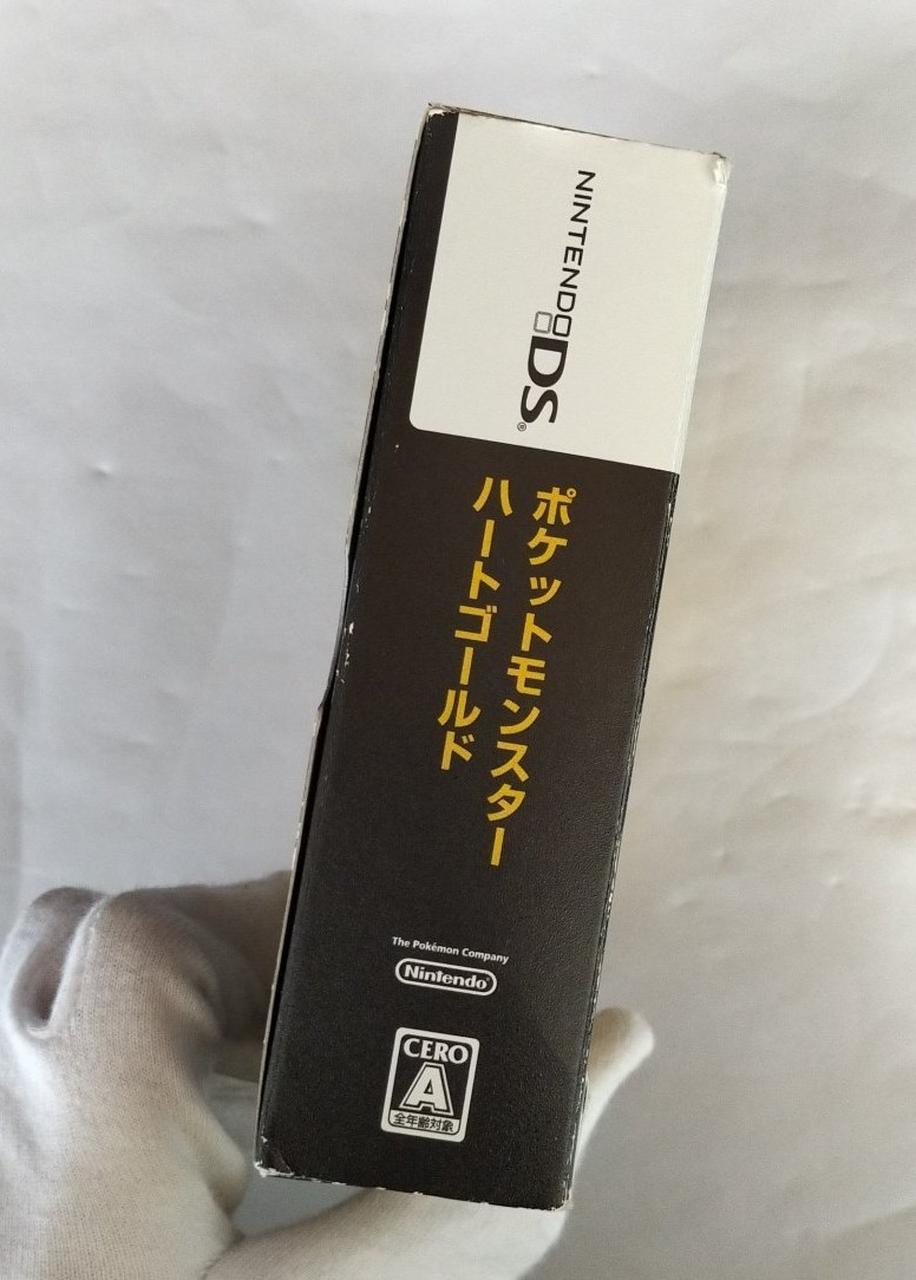 NINTENDO
DS®
ポケットモンスター
ハートゴールド
The Pokémon Company
Nintendo®
CERO
A
全年齢対象